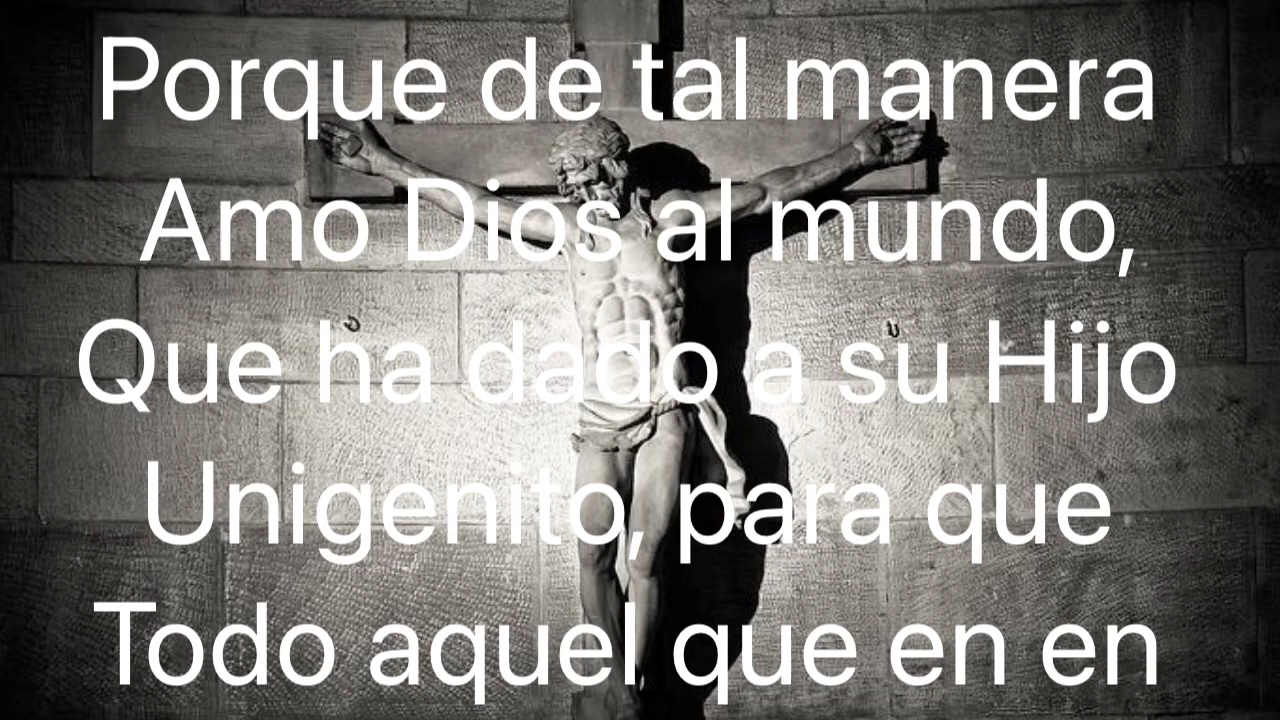 Porque de tal manera
Amo Dios al mundo,
Que ha dado a su Hijo
Unigenito, para que
Todo aquel que en en